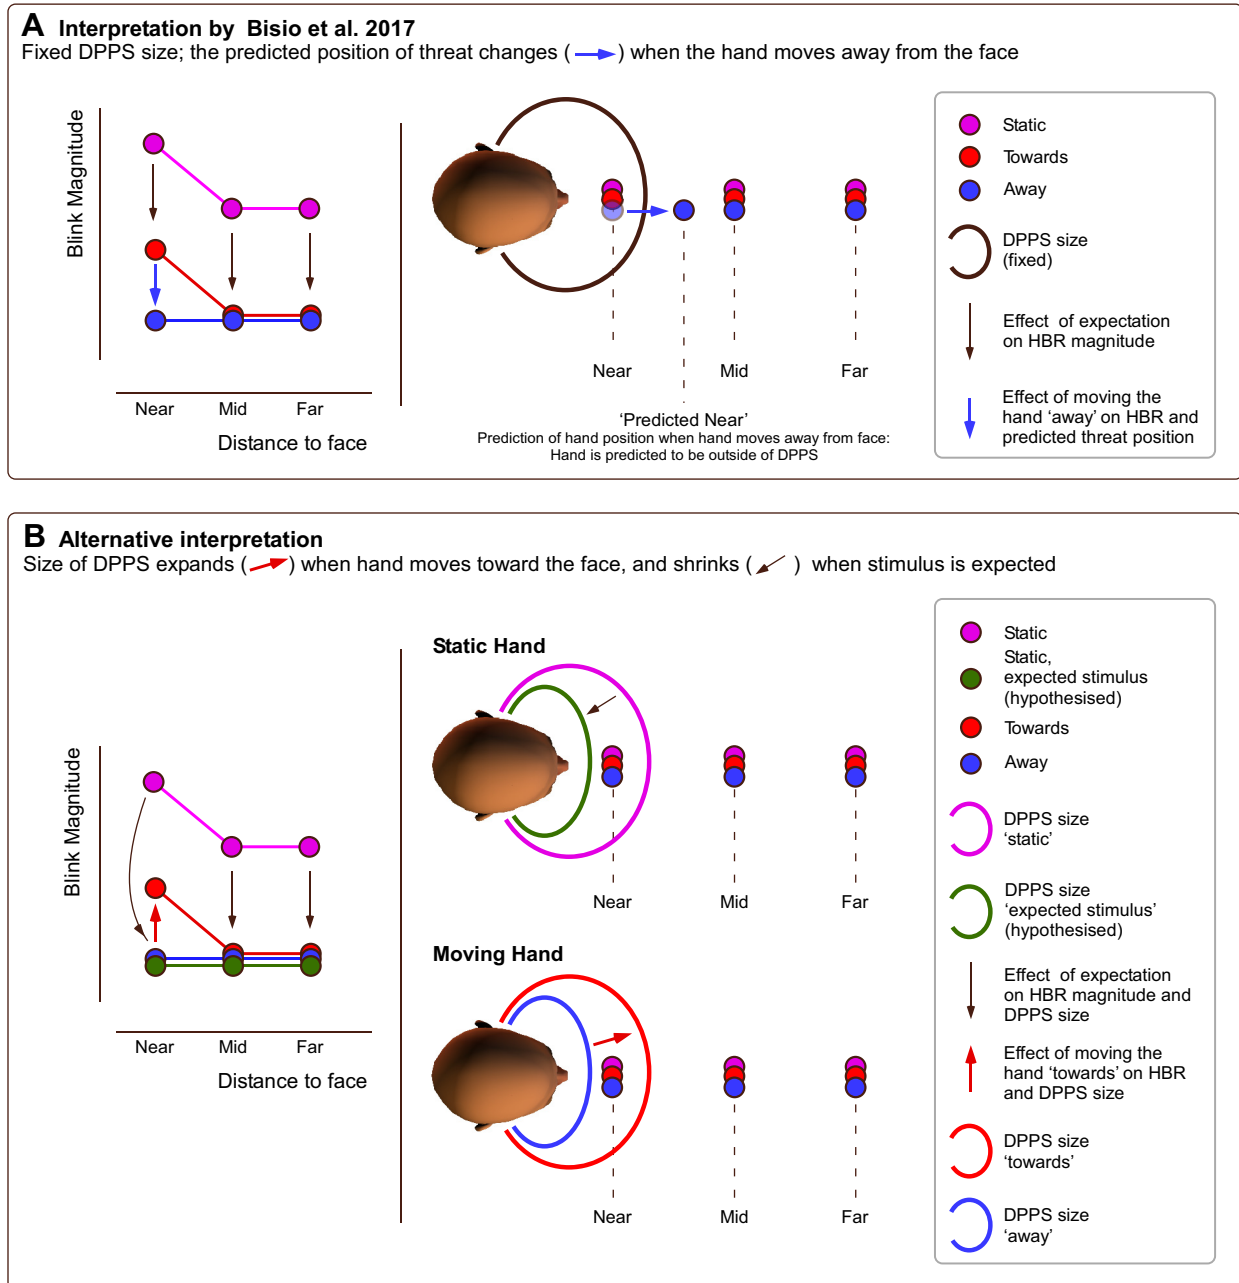 A Interpretation by Bisio et al. 2017
Fixed DPPS size; the predicted position of threat changes ( ) when the hand moves away from the face
Blink Magnitude
Near
Mid
Far
Distance to face
Near
Mid
Far
‘Predicted Near’
Prediction of hand position when hand moves away from face:
Hand is predicted to be outside of DPPS
Static
Towards
Away
DPPS size
(fixed)
Effect of expectation
on HBR magnitude
Effect of moving the
hand ‘away’ on HBR and
predicted threat position
B Alternative interpretation
Size of DPPS expands ( ) when hand moves toward the face, and shrinks ( ) when stimulus is expected
Blink Magnitude
Near
Mid
Far
Distance to face
Static Hand
Near
Mid
Far
Moving Hand
Near
Mid
Far
Static
Static,
expected stimulus
(hypothesised)
Towards
Away
DPPS size
‘static’
DPPS size
‘expected stimulus’
(hypothesised)
Effect of expectation
on HBR magnitude and
DPPS size
Effect of moving the
hand ‘towards’ on HBR
and DPPS size
DPPS size
‘towards’
DPPS size
‘away’